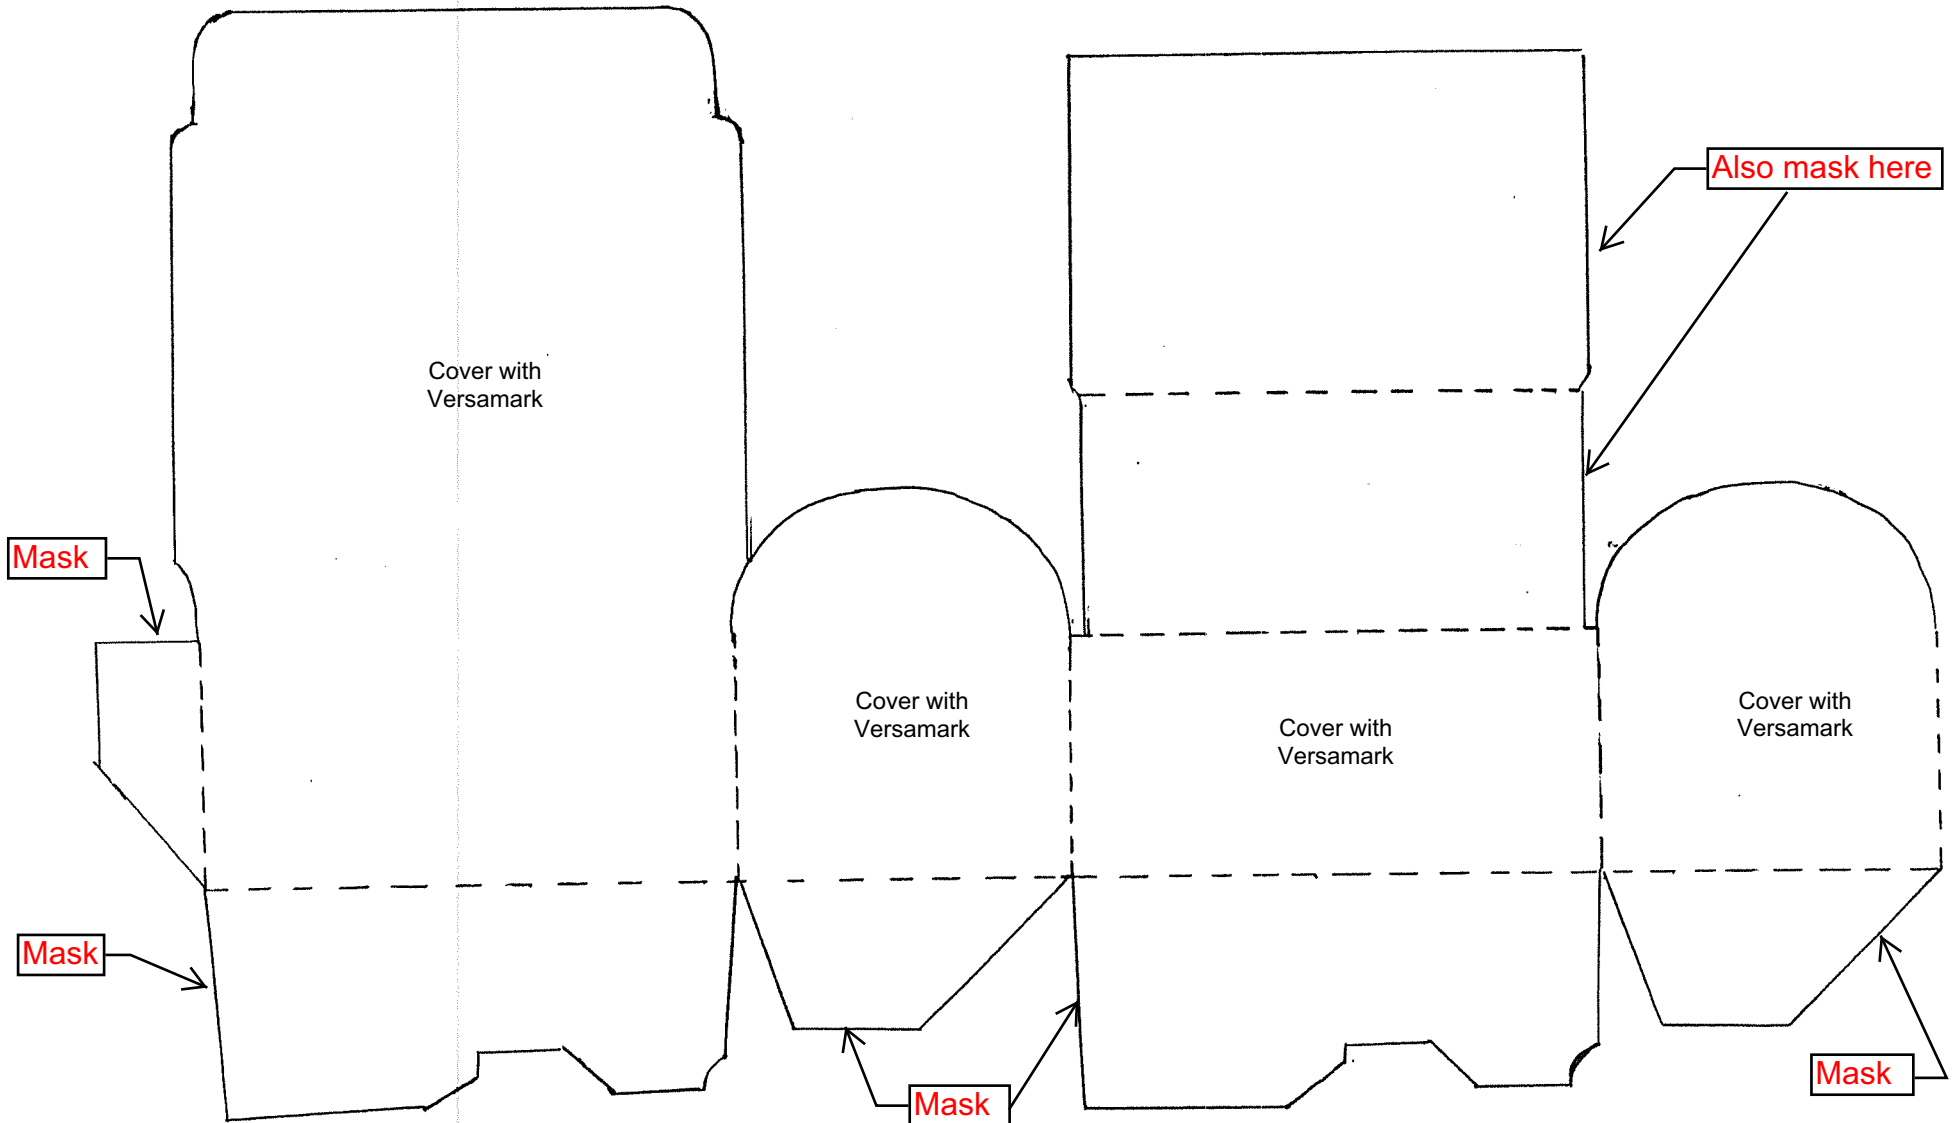 Also mask here
Cover with
Versamark
Mask
Cover with
Versamark
Cover with
Versamark
Cover with
Versamark
Mask
Mask
Mask